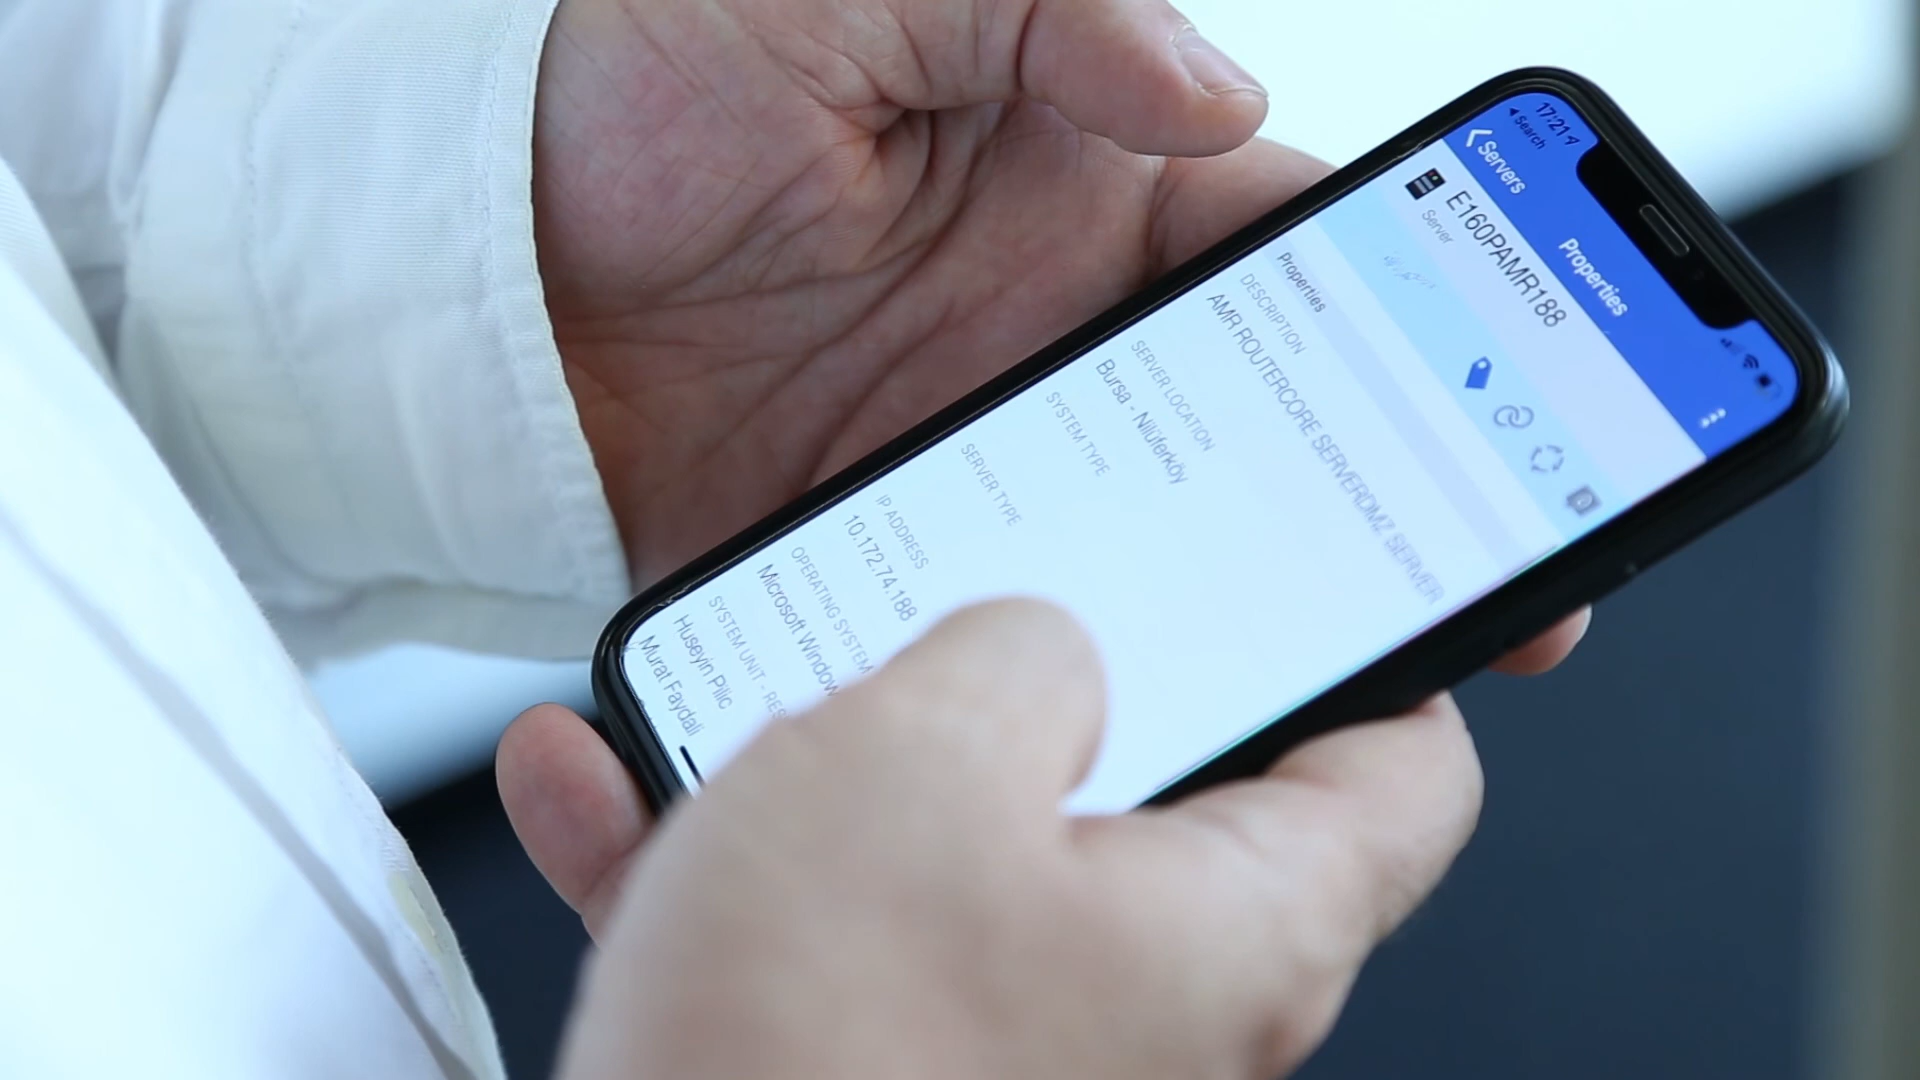 17:21
Search
Servers
Properties
E160PAMR188
Server
Properties
DESCRIPTION
AMR ROUTERCORE SERVERDMZ SERVER
SERVER LOCATION
Bursa - Nilüferköy
SYSTEM TYPE
SERVER TYPE
IP ADDRESS
10.172.74.188
OPERATING SYSTEM
Microsoft Window
SYSTEM UNIT - RES
Huseyin Pilic
Murat Faydali